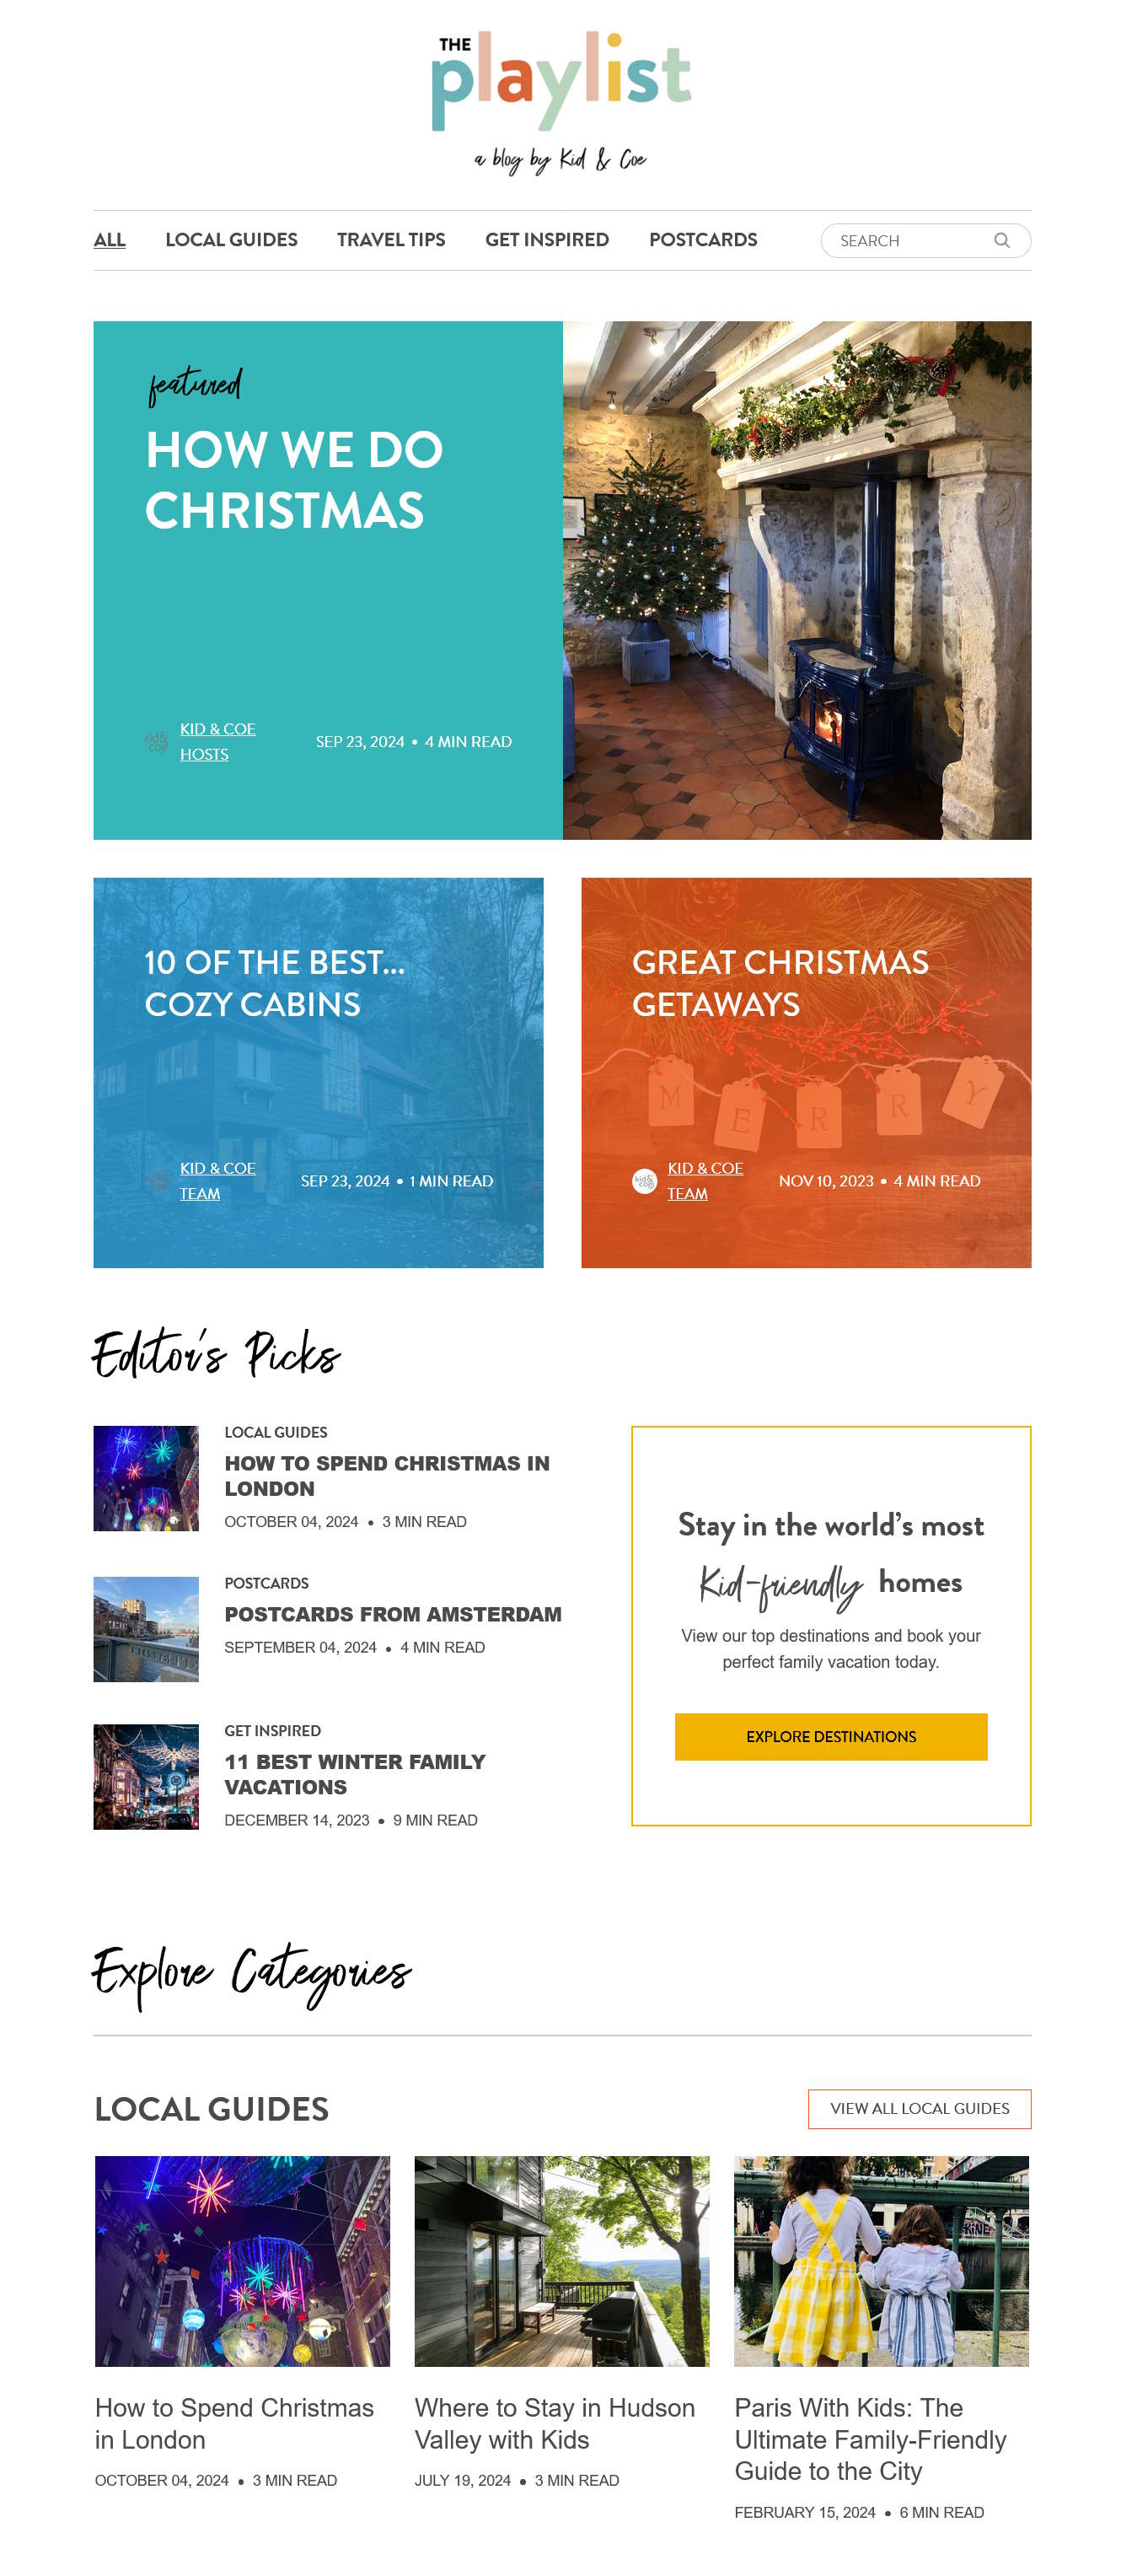 THE
playlist
a blog by Kid & Coe
ALL LOCAL GUIDES TRAVEL TIPS GET INSPIRED POSTCARDS SEARCH
featured
HOW WE DO
CHRISTMAS
kid&
coe
KID & COE
HOSTS
SEP 23, 2024 • 4 MIN READ
10 OF THE BEST...
COZY CABINS
KID & COE
TEAM
SEP 23, 2024 • 1 MIN READ
GREAT CHRISTMAS
GETAWAYS
M E R R Y
kid&
coe
KID & COE
TEAM
NOV 10, 2023 • 4 MIN READ
Editor's Picks
LOCAL GUIDES
HOW TO SPEND CHRISTMAS IN
LONDON
OCTOBER 04, 2024 • 3 MIN READ
POSTCARDS
POSTCARDS FROM AMSTERDAM
SEPTEMBER 04, 2024 • 4 MIN READ
GET INSPIRED
11 BEST WINTER FAMILY
VACATIONS
DECEMBER 14, 2023 • 9 MIN READ
Stay in the world's most
Kid-friendly homes
View our top destinations and book your
perfect family vacation today.
EXPLORE DESTINATIONS
Explore Categories
LOCAL GUIDES
VIEW ALL LOCAL GUIDES
How to Spend Christmas
in London
OCTOBER 04, 2024 • 3 MIN READ
Where to Stay in Hudson
Valley with Kids
JULY 19, 2024 • 3 MIN READ
Paris With Kids: The
Ultimate Family-Friendly
Guide to the City
FEBRUARY 15, 2024 • 6 MIN READ